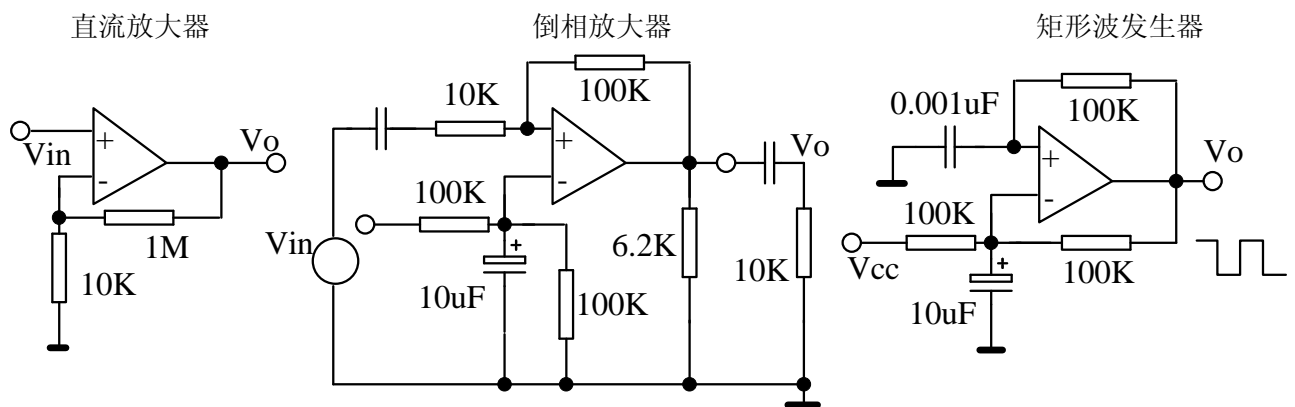 直流放大器
Vin
+
-
Vo
1M
10K
倒相放大器
100K
10K
+
-
Vo
100K
Vin
+
10uF
100K
6.2K
10K
矩形波发生器
0.001uF
100K
+
-
Vo
100K
Vcc
+
100K
10uF